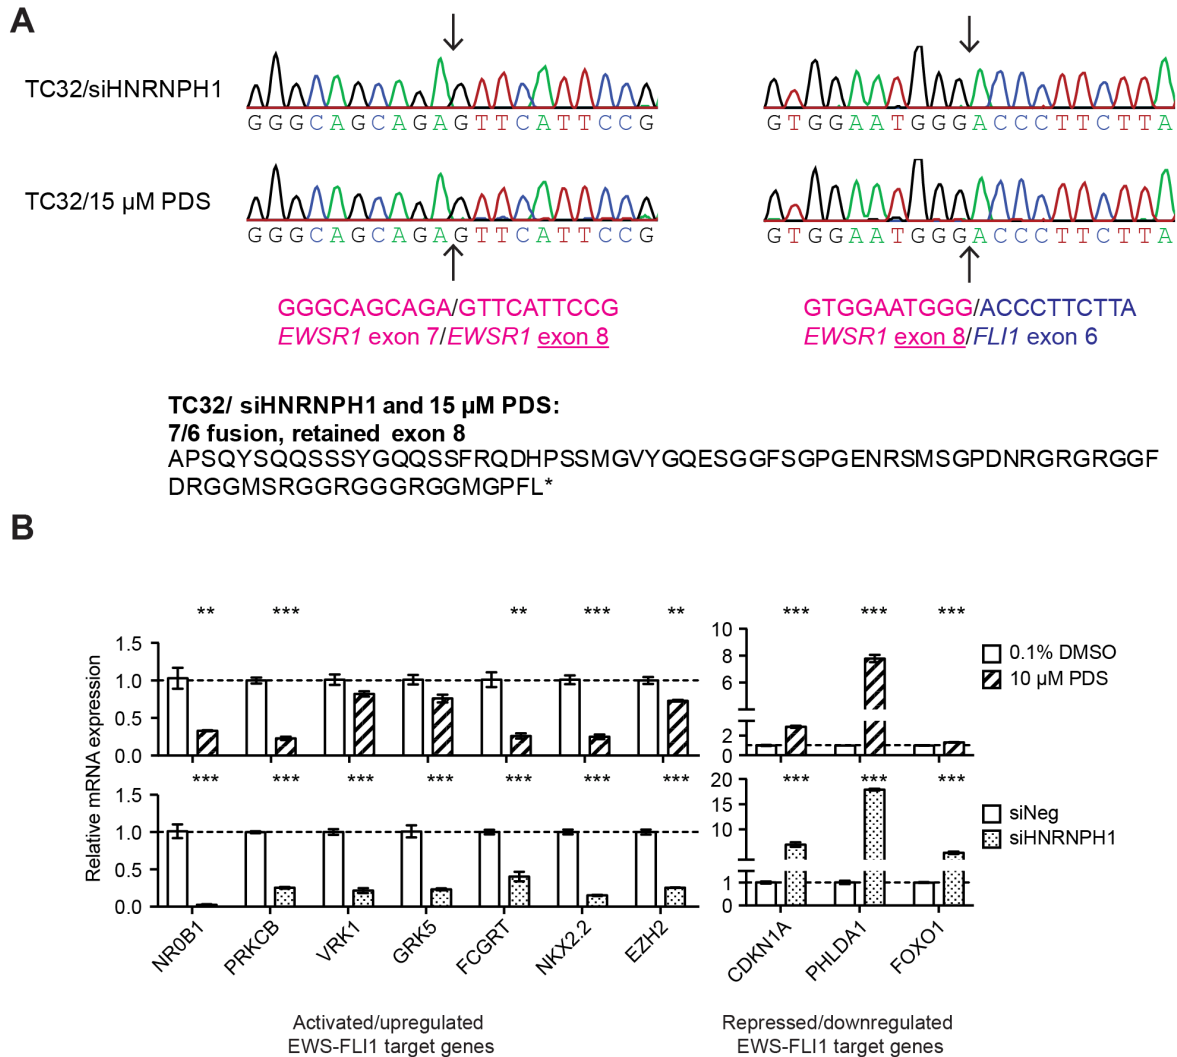 A
TC32/siHNRNPH1
GGGCAGCAGAGTTCATTCCG
GTGGAATGGGACCCTTCTTA
TC32/15 µM PDS
GGGCAGCAGAGTTCATTCCG
GTGGAATGGGACCCTTCTTA
GGGCAGCAGA/GTTCATTCCG
EWSR1 exon 7/EWSR1 exon 8
GTGGAATGGG/ACCCTTCTTA
EWSR1 exon 8/FLI1 exon 6
TC32/ siHNRNPH1 and 15 µM PDS:
7/6 fusion, retained exon 8
APSQYSQQSSSYGQQSSFRQDHPSSMGVYGQESGGFSGPGENRSMSGPDNRGRGRGGF
DRGGMSRGGRGGGRGGMGPFL*
B
Relative mRNA expression
** *** ** *** **
1.5
1.0
0.5
0.0
*** *** ***
10
8
6
2
0
0.1% DMSO
10 µM PDS
*** *** *** *** *** *** ***
1.5
1.0
0.5
0.0
*** *** ***
20
10
1
0
siNeg
siHNRNPH1
NR0B1
PRKCB
VRK1
GRK5
FCGRT
NKX2.2
EZH2
CDKN1A
PHLDA1
FOXO1
Activated/upregulated
EWS-FLI1 target genes
Repressed/downregulated
EWS-FLI1 target genes